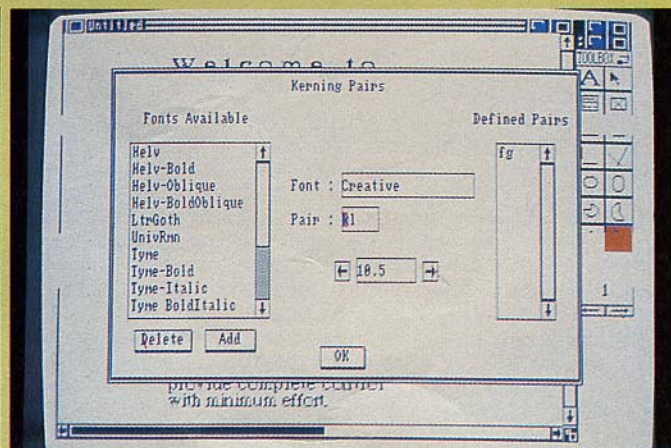 Untitled
TOOLBOX
Welcome to
Kerning Pairs
Fonts Available
Defined Pairs
Helv
Helv-Bold
Helv-Oblique
Helv-BoldOblique
LtrGoth
UnivRmn
Tyme
Tyme-Bold
Tyme-Italic
Tyme BoldItalic
Font : Creative
Pair : kl
10.5
fg
Delete
Add
OK
1
provide complete control
with minimum effort.